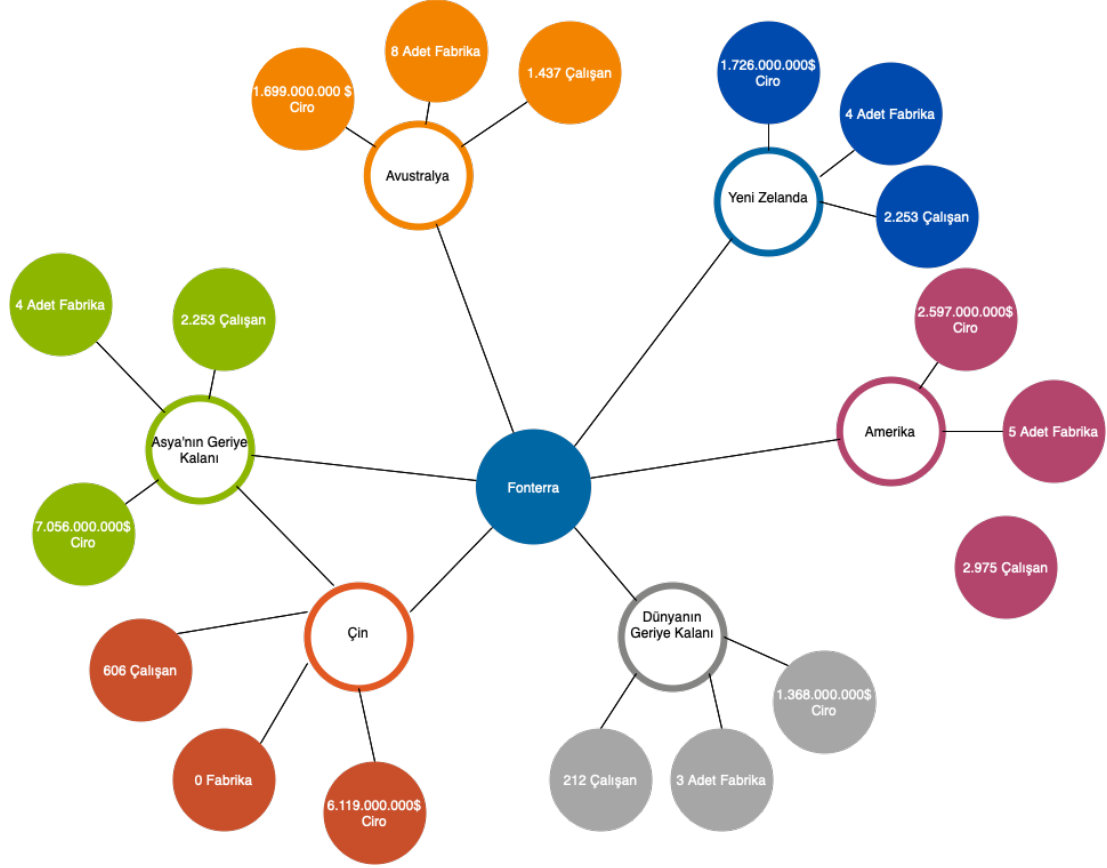 8 Adet Fabrika
1.699.000.000 $
Ciro
1.437 Çalışan
Avustralya
1.726.000.000$
Ciro
4 Adet Fabrika
Yeni Zelanda
2.253 Çalışan
4 Adet Fabrika
2.253 Çalışan
Asya'nın Geriye
Kalanı
7.056.000.000$
Ciro
Fonterra
2.597.000.000$
Ciro
Amerika
5 Adet Fabrika
2.975 Çalışan
Çin
606 Çalışan
0 Fabrika
6.119.000.000$
Ciro
Dünyanın
Geriye Kalanı
1.368.000.000$
Ciro
212 Çalışan
3 Adet Fabrika